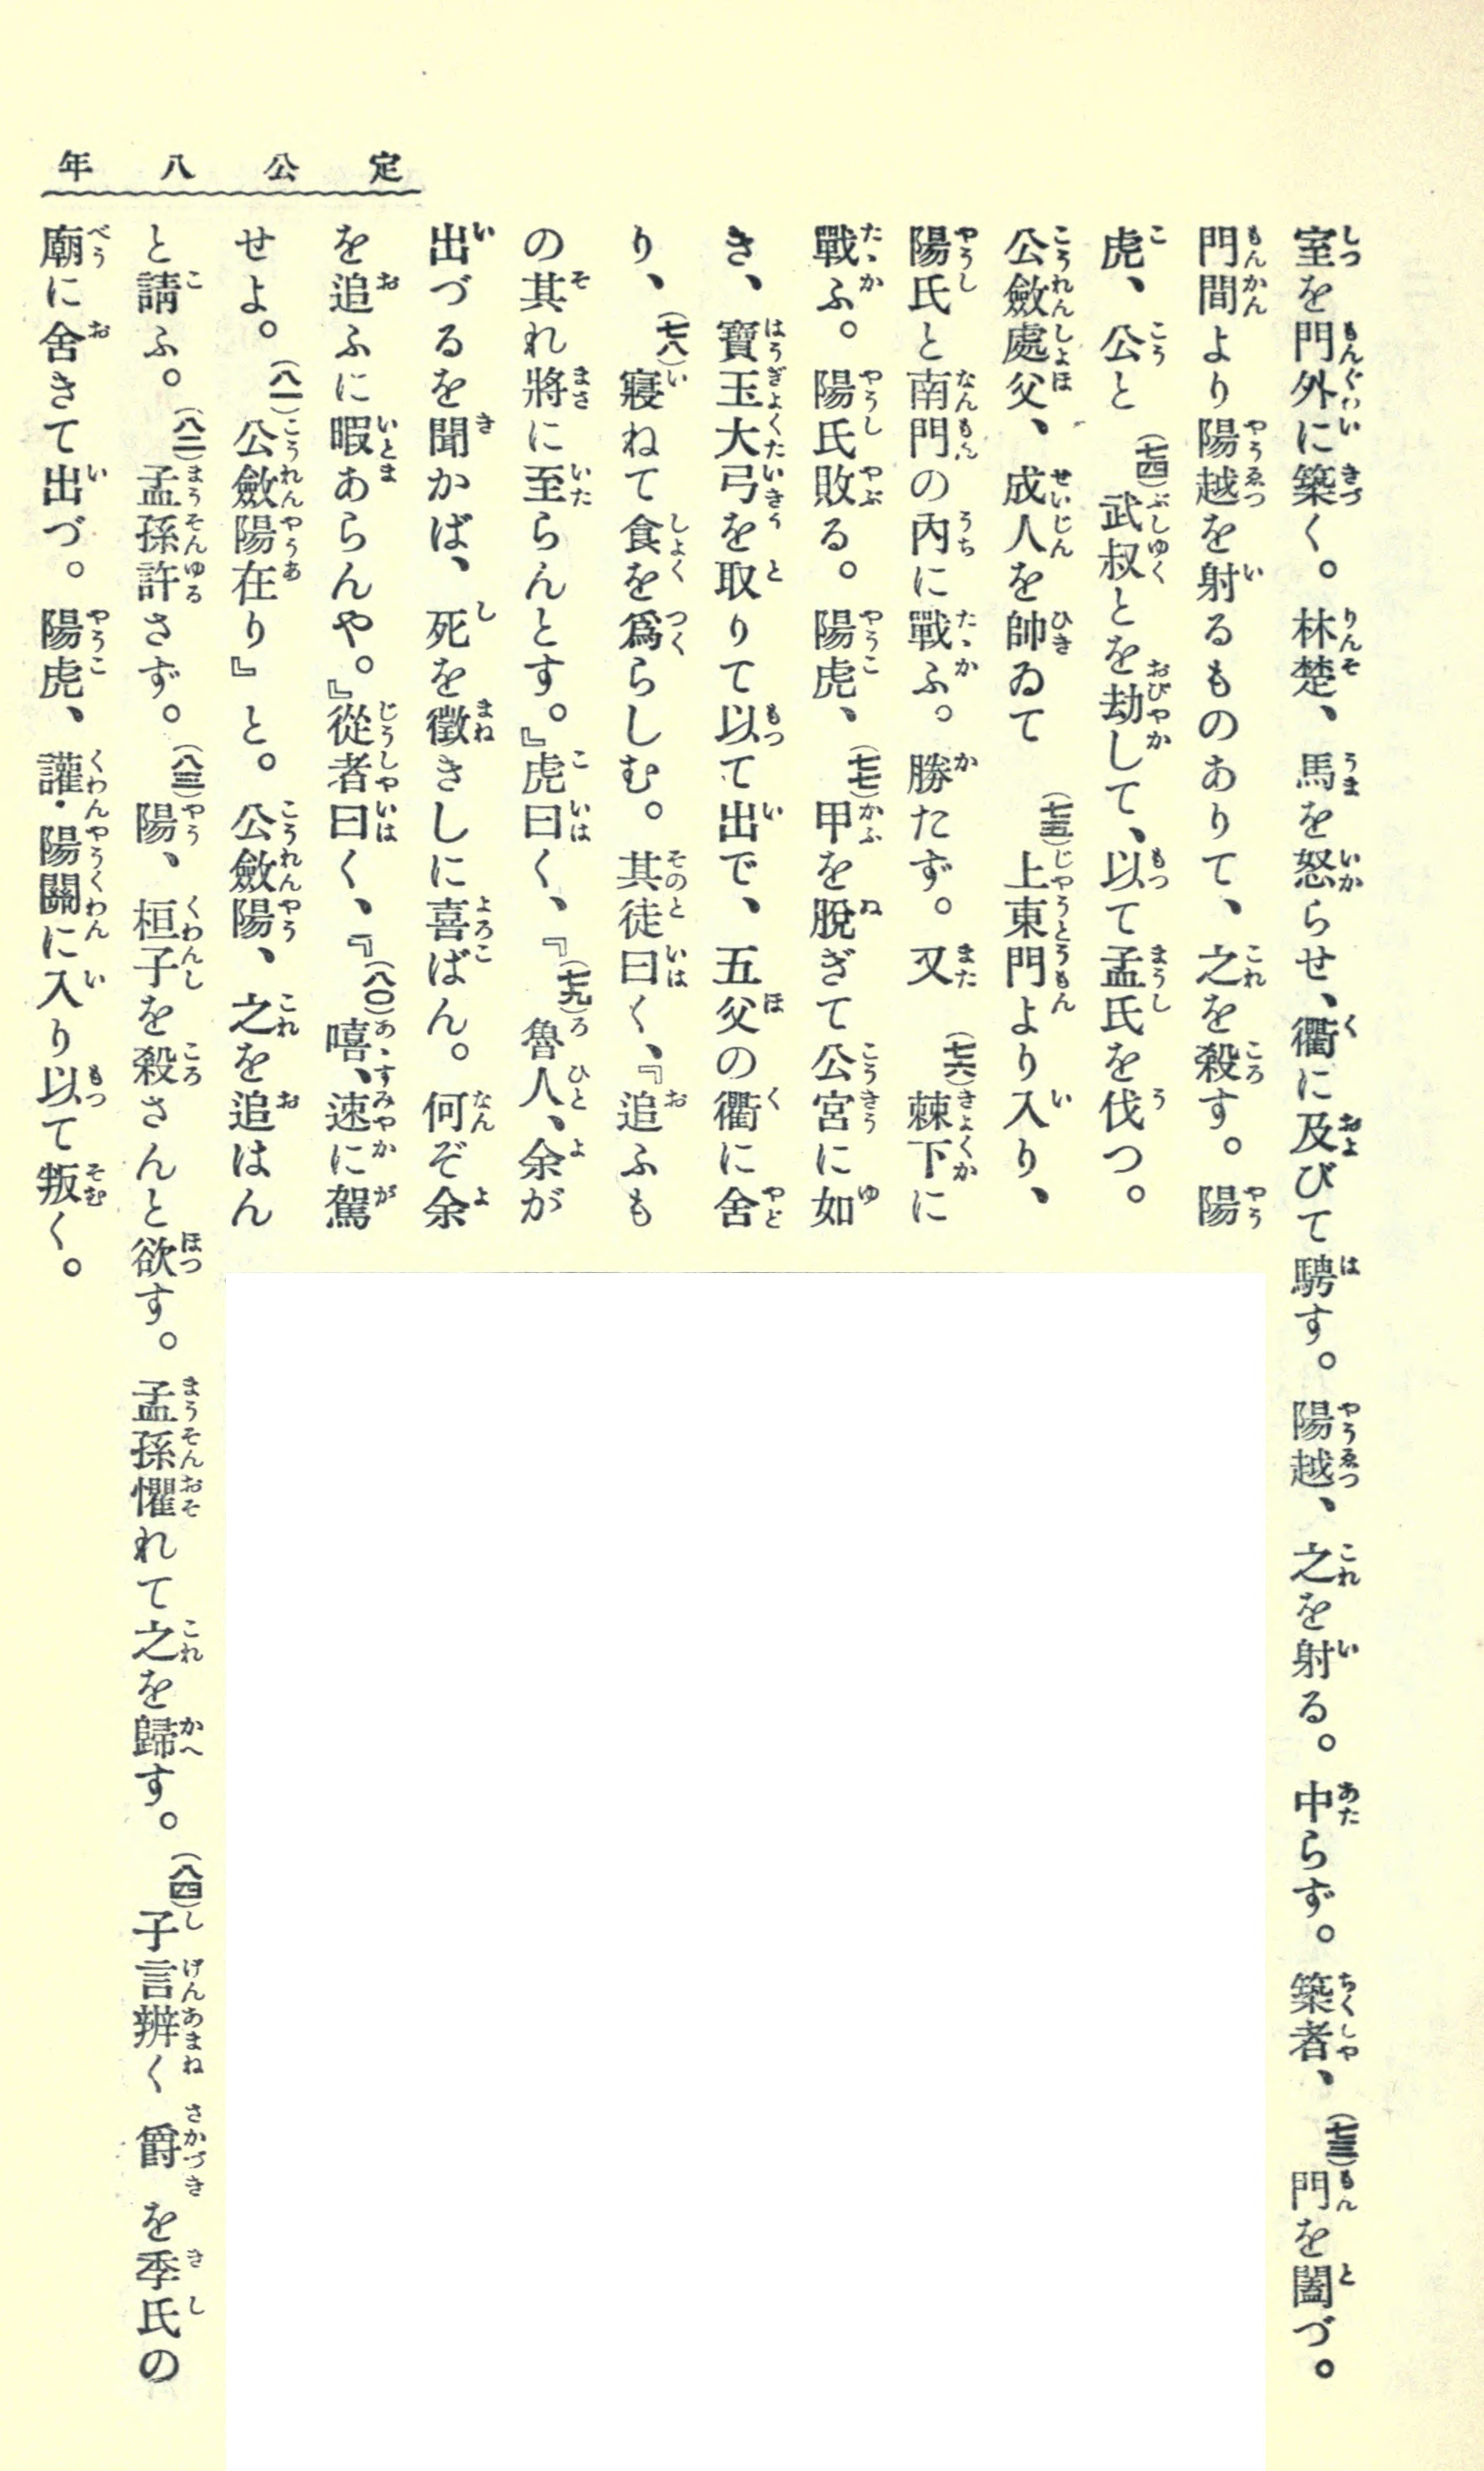 定公八年
室を門外に築く。林楚、馬を怒らせ、衢に及びて騁す。陽越、之を射る。中らず。築者、(七三)門を闔づ。
門間より陽越を射るものありて、之を殺す。陽
虎、公と(七四)武叔とを劫して、以て孟氏を伐つ。
公斂處父、成人を帥ゐて(七五)上東門より入り、
陽氏と南門の內に戰ふ。勝たず。又(七六)棘下に
戰ふ。陽氏敗る。陽虎、(七七)甲を脫ぎて公宮に如
き、寶玉大弓を取りて以て出で、五父の衢に舍
り、(七八)寢ねて食を爲らしむ。其徒曰く、『追ふも
の其れ將に至らんとす。』虎曰く、『(七九)魯人、余が
出づるを聞かば、死を徵きしに喜ばん。何ぞ余
を追ふに暇あらんや。』從者曰く、『(八〇)嘻、速に駕
せよ。(八一)公斂陽在り』と。公斂陽、之を追はん
と請ふ。(八二)孟孫許さず。(八三)陽、桓子を殺さんと欲す。孟孫懼れて之を歸す。(八四)子言辨く爵を季氏の
廟に舍きて出づ。陽虎、讙・陽關に入り以て叛く。